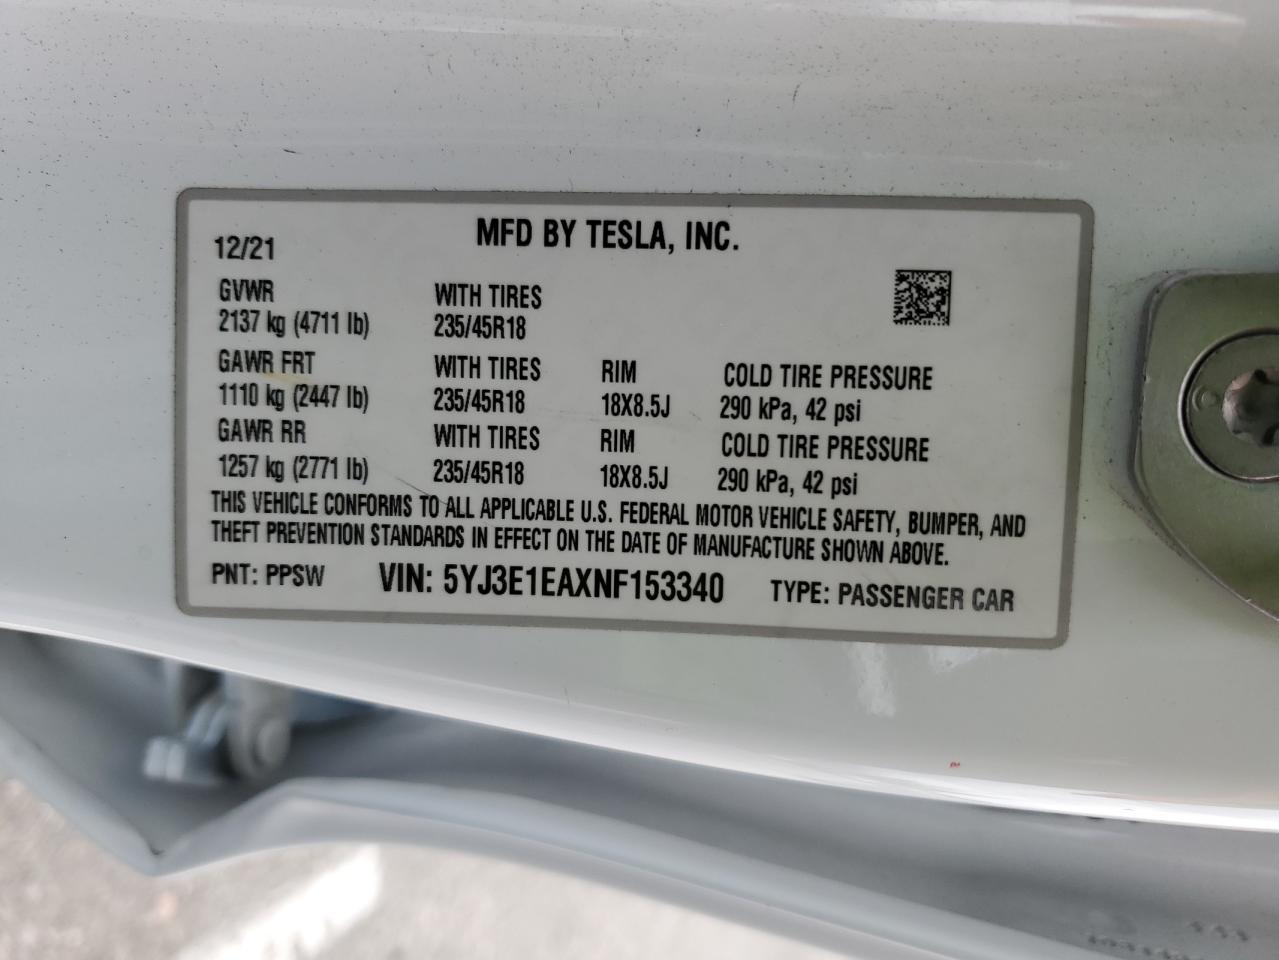 MFD BY TESLA, INC.
12/21
GVWR WITH TIRES
2137 kg (4711 lb) 235/45R18
GAWR FRT WITH TIRES RIM COLD TIRE PRESSURE
1110 kg (2447 lb) 235/45R18 18X8.5J 290 kPa, 42 psi
GAWR RR WITH TIRES RIM COLD TIRE PRESSURE
1257 kg (2771 lb) 235/45R18 18X8.5J 290 kPa, 42 psi
THIS VEHICLE CONFORMS TO ALL APPLICABLE U.S. FEDERAL MOTOR VEHICLE SAFETY, BUMPER, AND
THEFT PREVENTION STANDARDS IN EFFECT ON THE DATE OF MANUFACTURE SHOWN ABOVE.
PNT: PPSW VIN: 5YJ3E1EAXNF153340 TYPE: PASSENGER CAR